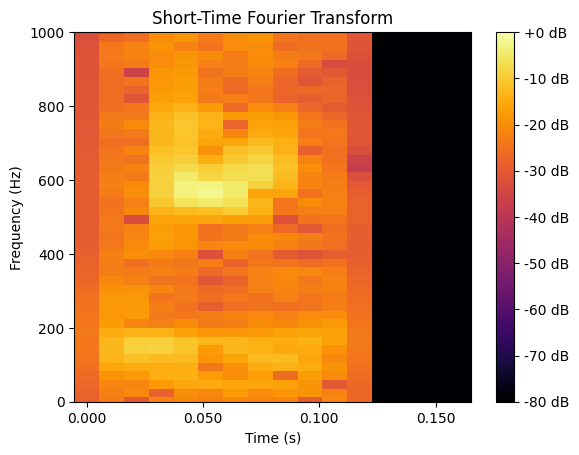 Short-Time Fourier Transform
1000
800
600
400
200
0
Frequency (Hz)
0.000
0.050
0.100
0.150
Time (s)
+0 dB
-10 dB
-20 dB
-30 dB
-40 dB
-50 dB
-60 dB
-70 dB
-80 dB